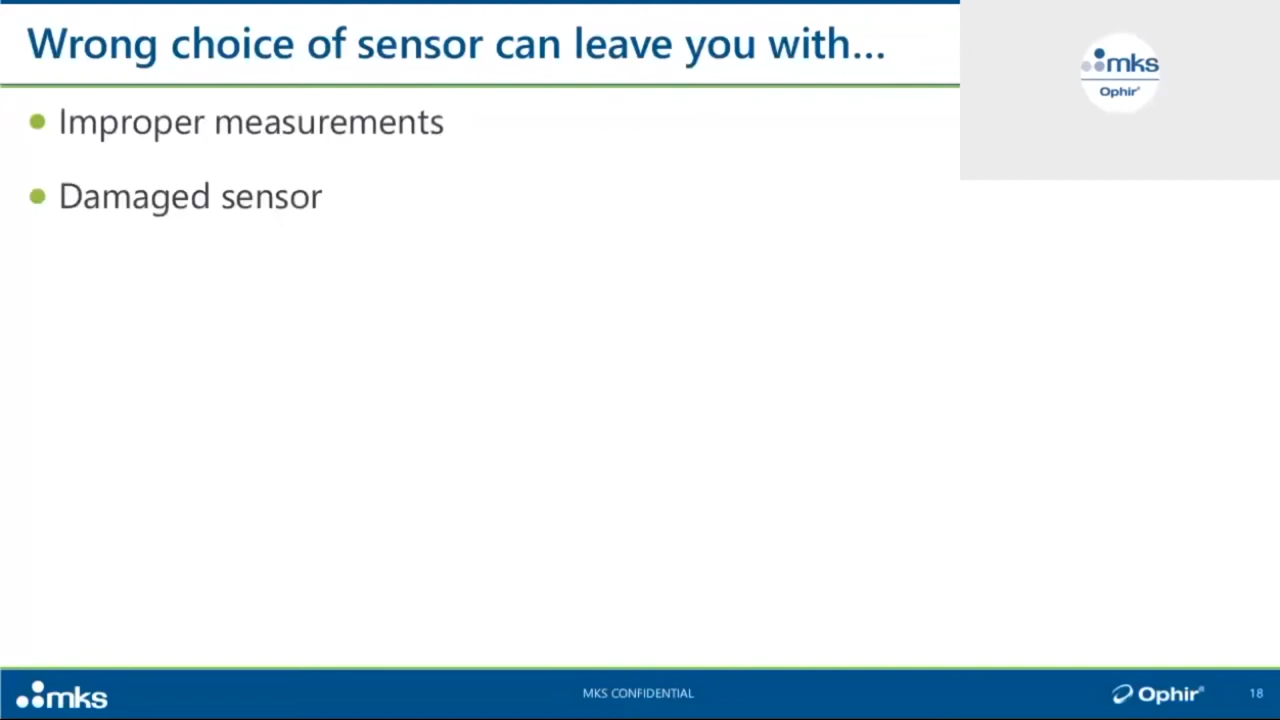 Wrong choice of sensor can leave you with...
mks
Ophir®
Improper measurements
Damaged sensor
mks
MKS CONFIDENTIAL
Ophir®
18